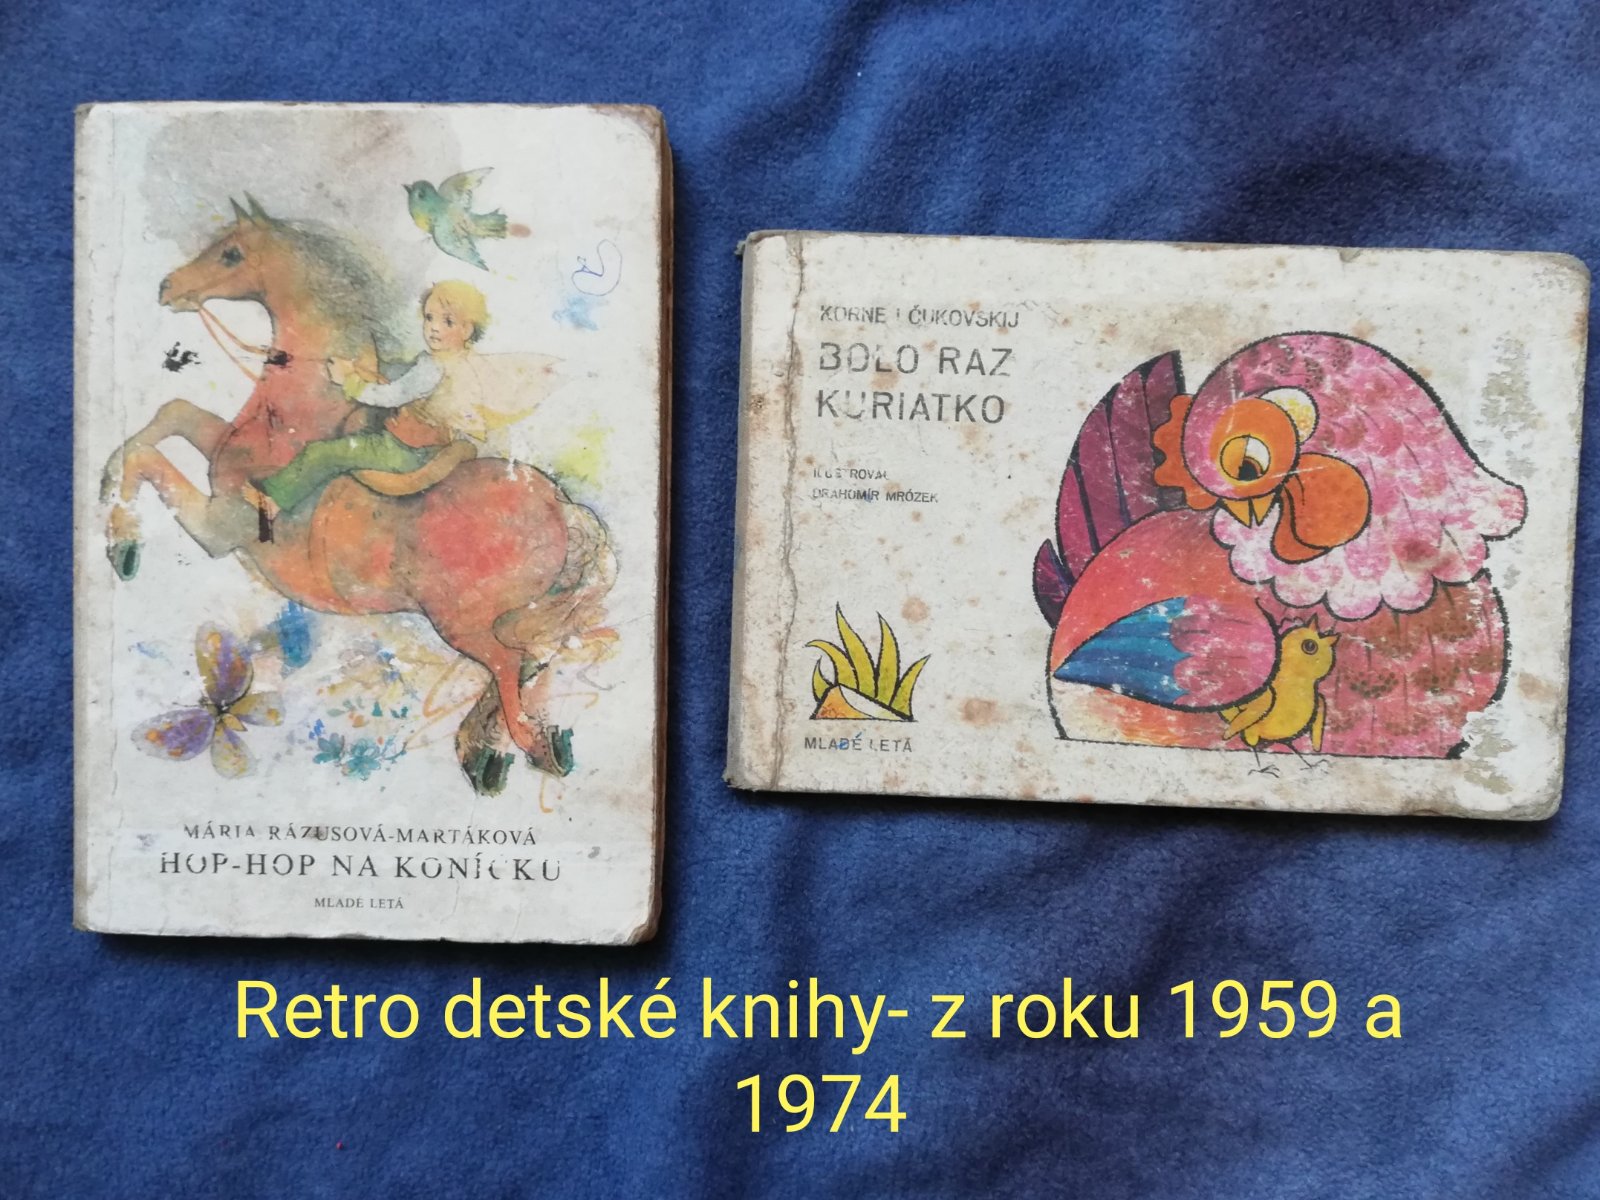 MÁRIA RÁZUSOVÁ-MARTÁKOVÁ
HOP-HOP NA KONÍČKU
MLADÉ LETÁ
KORNEJ ČUKOVSKIJ
BOLO RAZ
KURIATKO
ILUSTROVAL
DRAHOMÍR MRÓZEK
MLADÉ LETÁ
Retro detské knihy- z roku 1959 a
1974